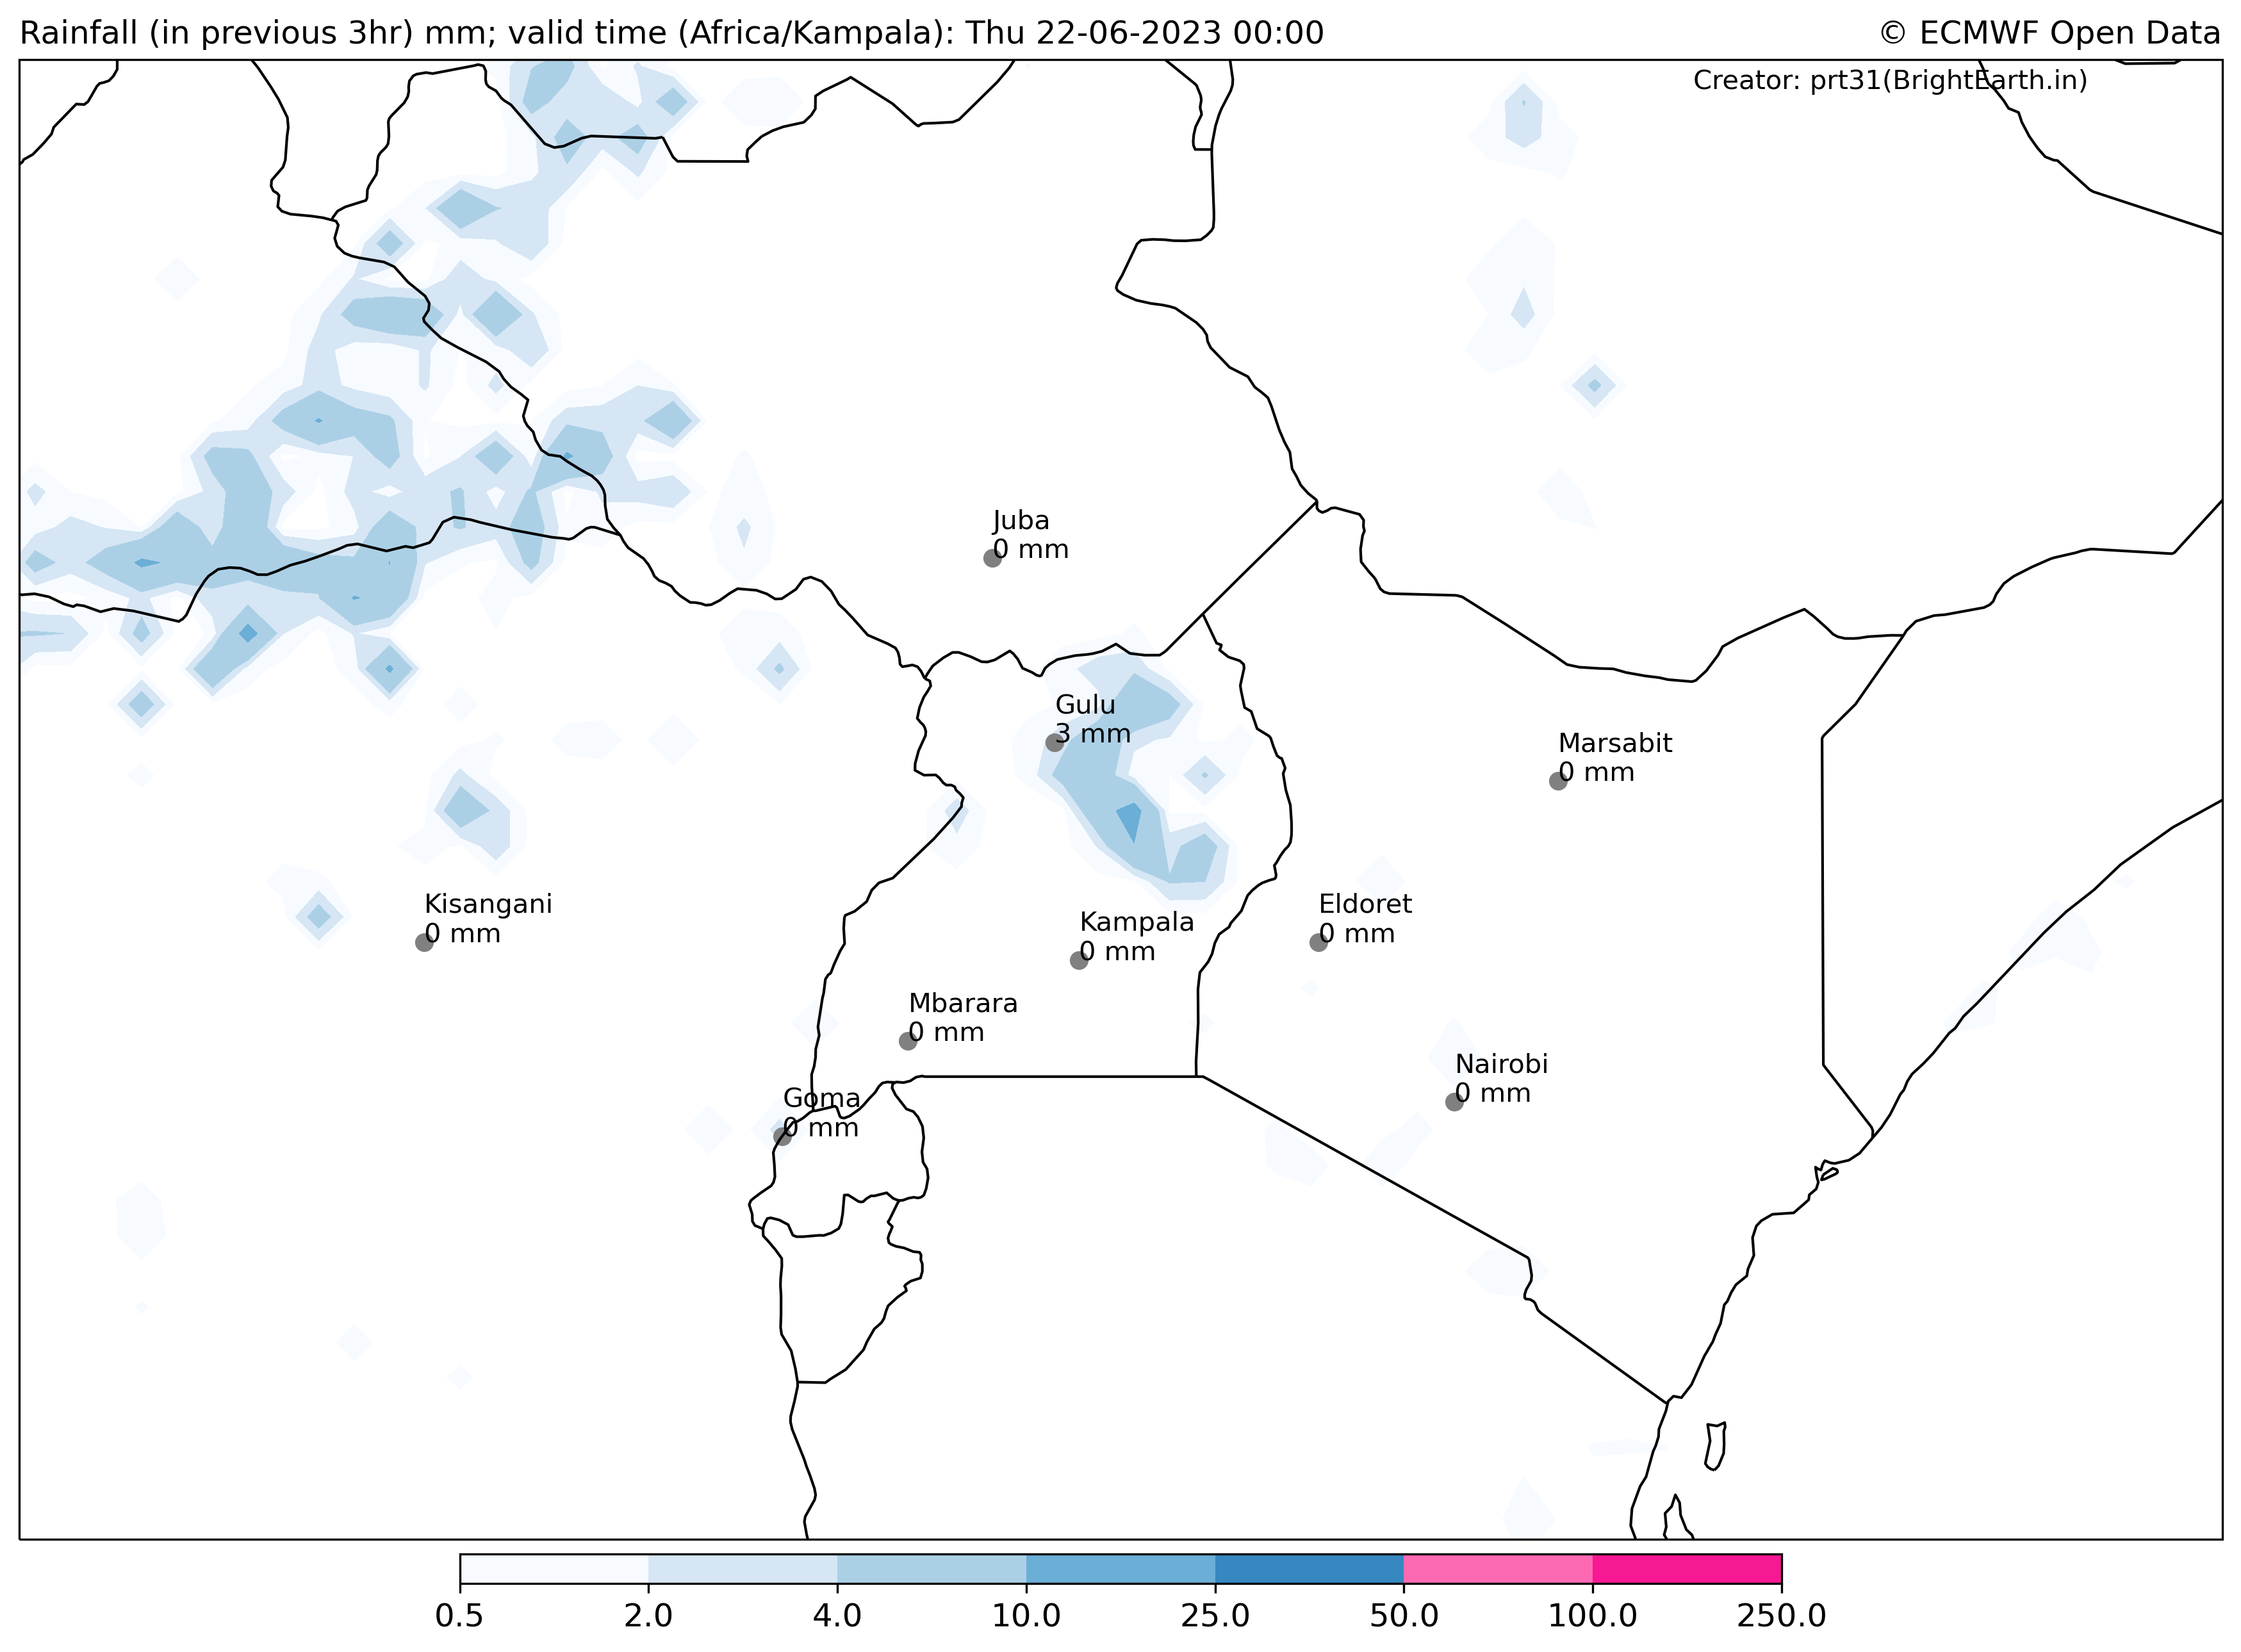 Rainfall (in previous 3hr) mm; valid time (Africa/Kampala): Thu 22-06-2023 00:00
© ECMWF Open Data
Creator: prt31(BrightEarth.in)
Juba
0 mm
Gulu
3 mm
Marsabit
0 mm
Kisangani
0 mm
Kampala
0 mm
Eldoret
0 mm
Mbarara
0 mm
Nairobi
0 mm
Goma
0 mm
0.5 2.0 4.0 10.0 25.0 50.0 100.0 250.0